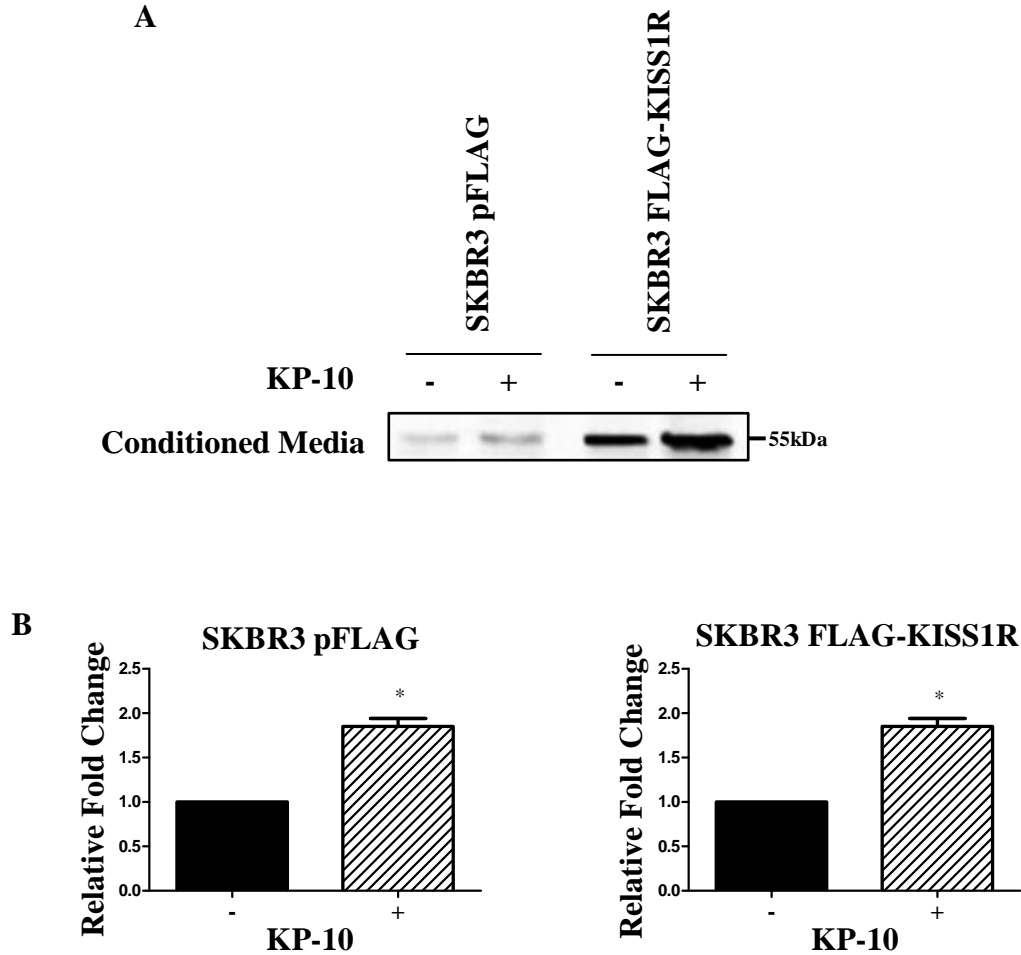 A
SKBR3 pFLAG
SKBR3 FLAG-KISS1R
KP-10 - + - +
Conditioned Media
55kDa
B
SKBR3 pFLAG
Relative Fold Change
2.5
2.0
1.5
1.0
0.5
0.0
*
- +
KP-10
SKBR3 FLAG-KISS1R
Relative Fold Change
2.5
2.0
1.5
1.0
0.5
0.0
*
- +
KP-10